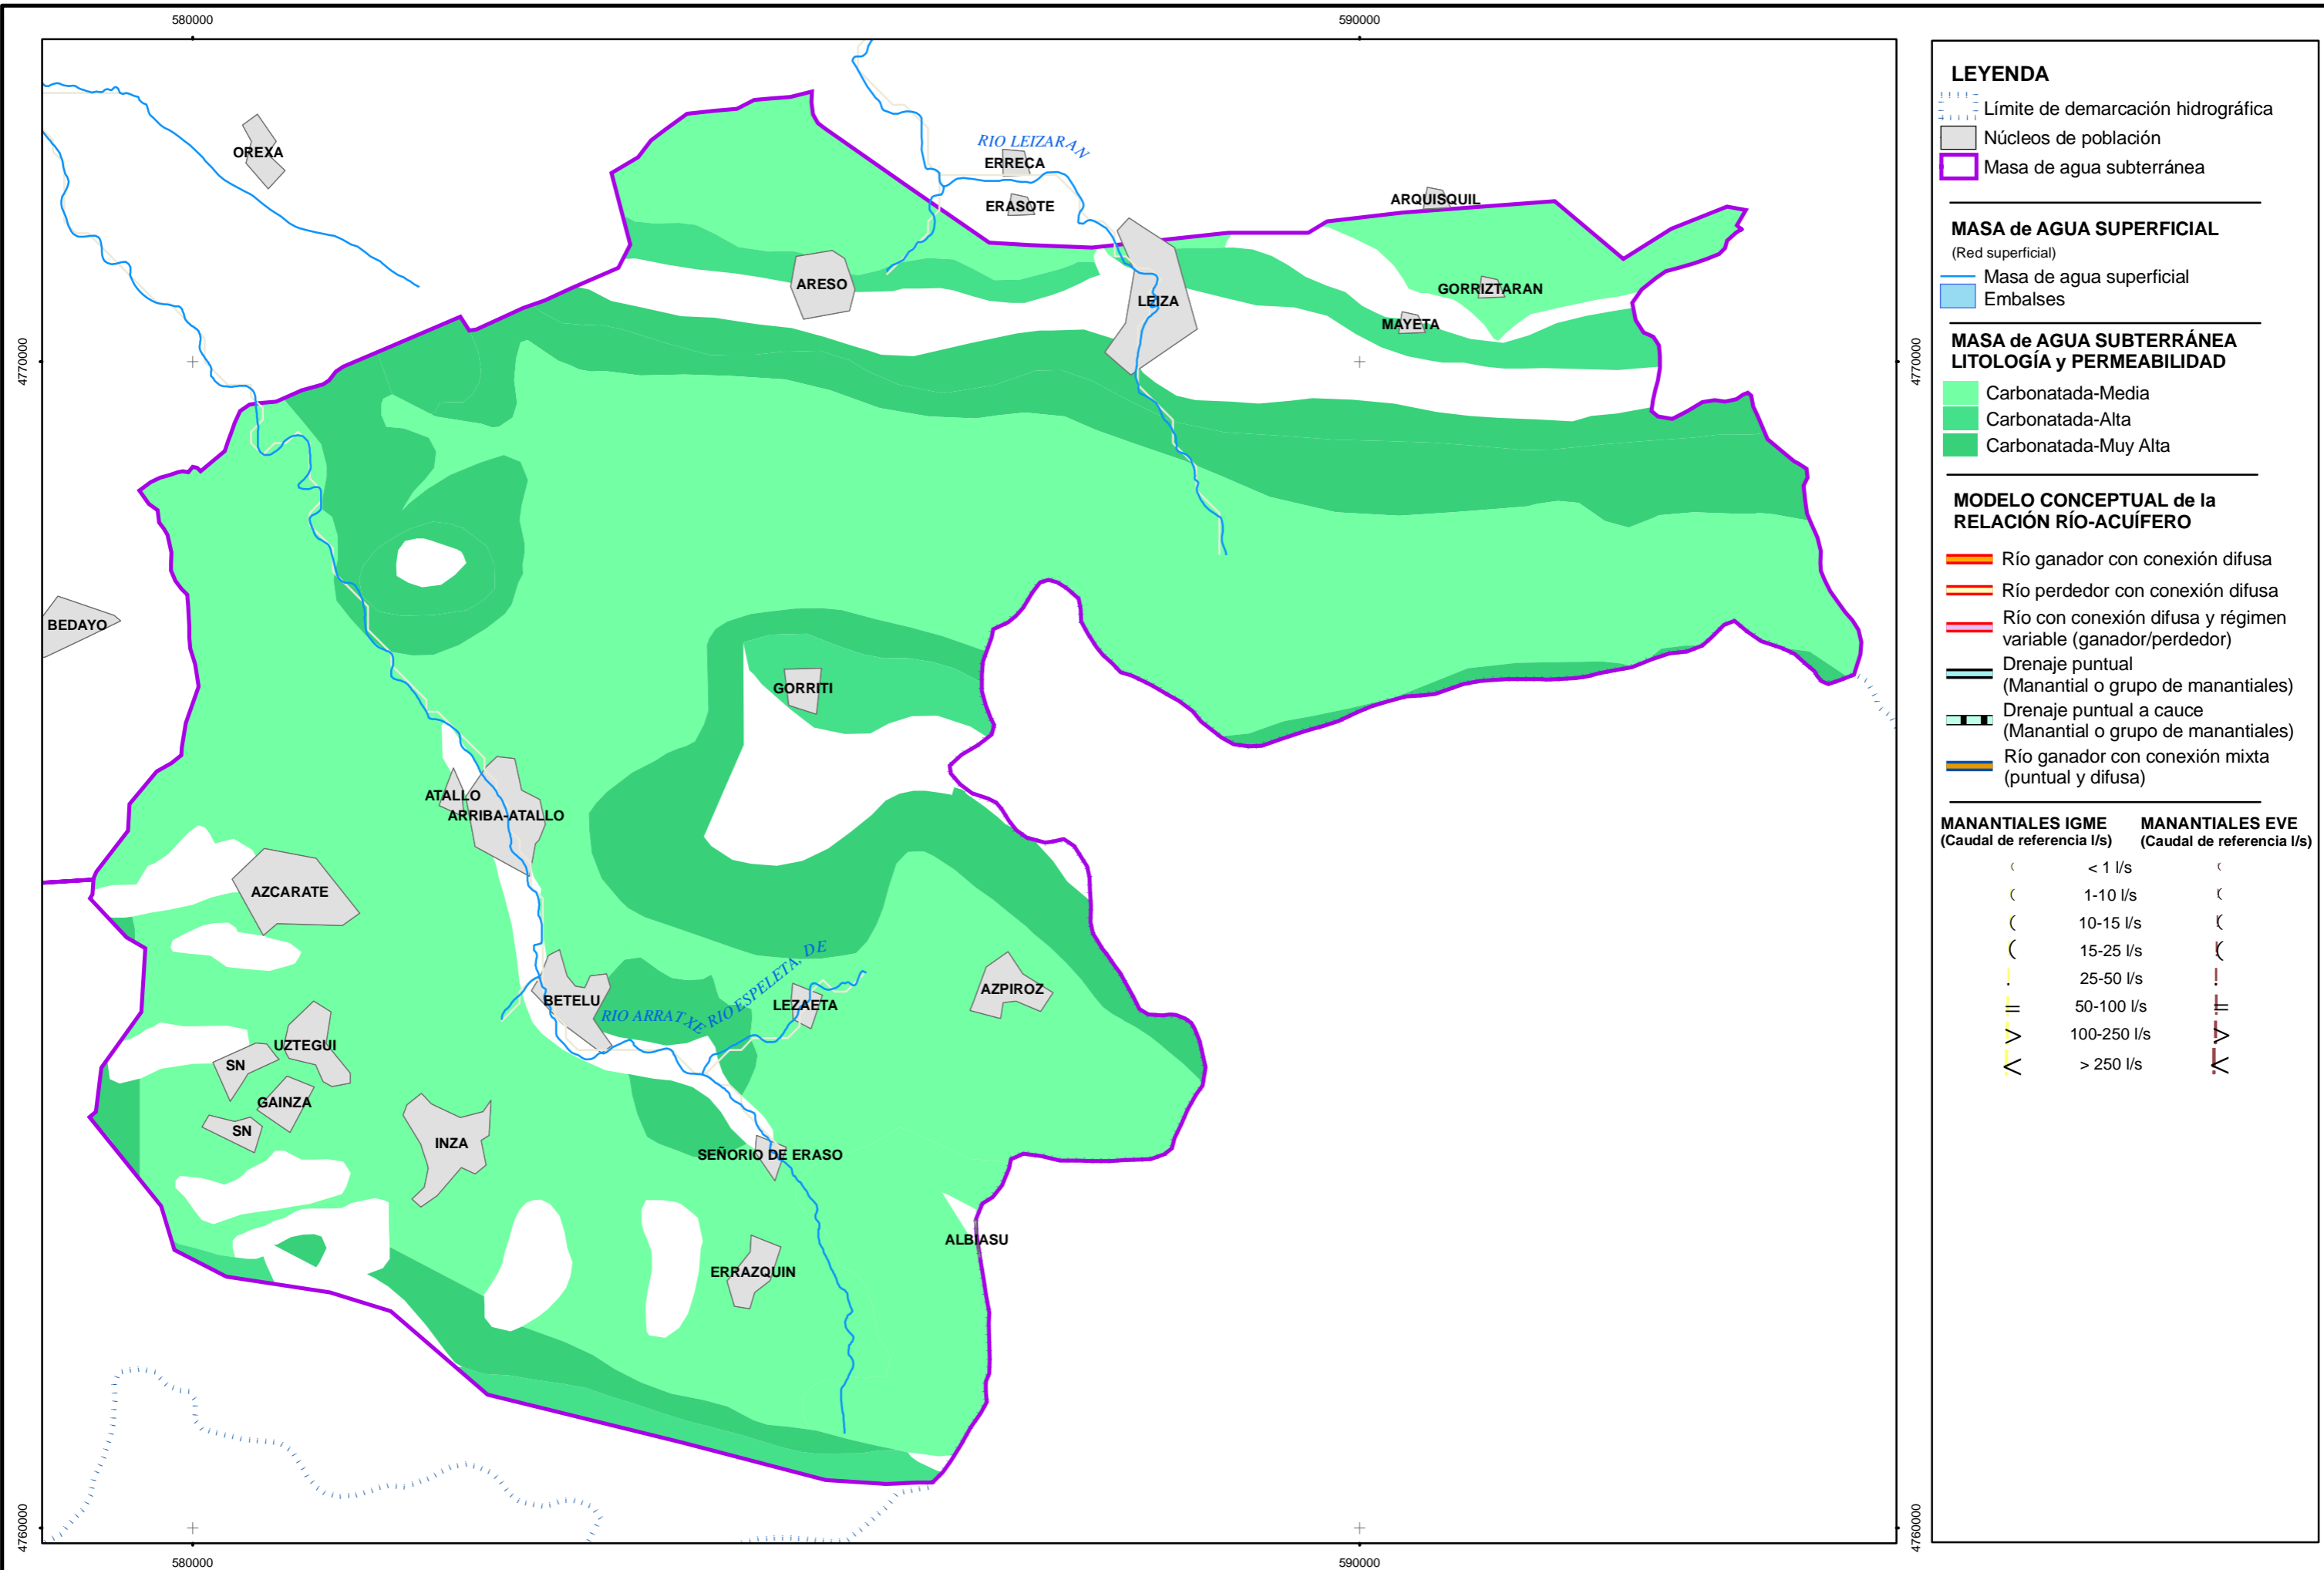 580000
590000
4770000
4770000
4760000
4760000
580000
590000
OREXA
RIO LEIZARAN
ERRECA
ERASOTE
ARQUISQUIL
ARESO
LEIZA
GORRIZTARAN
MAYETA
BEDAYO
GORRITI
ATALLO
ARRIBA-ATALLO
AZCARATE
BETELU
RIO ARRATXE-RIO ESPELETA, DE
LEZAETA
AZPIROZ
UZTEGUI
SN
GAINZA
SN
INZA
SEÑORIO DE ERASO
ALBIASU
ERRAZQUIN
LEYENDA
Límite de demarcación hidrográfica
Núcleos de población
Masa de agua subterránea
MASA de AGUA SUPERFICIAL
(Red superficial)
Masa de agua superficial
Embalses
MASA de AGUA SUBTERRÁNEA
LITOLOGÍA y PERMEABILIDAD
Carbonatada-Media
Carbonatada-Alta
Carbonatada-Muy Alta
MODELO CONCEPTUAL de la
RELACIÓN RÍO-ACUÍFERO
Río ganador con conexión difusa
Río perdedor con conexión difusa
Río con conexión difusa y régimen
variable (ganador/perdedor)
Drenaje puntual
(Manantial o grupo de manantiales)
Drenaje puntual a cauce
(Manantial o grupo de manantiales)
Río ganador con conexión mixta
(puntual y difusa)
MANANTIALES IGME MANANTIALES EVE
(Caudal de referencia l/s) (Caudal de referencia l/s)
< 1 l/s
1-10 l/s
10-15 l/s
15-25 l/s
25-50 l/s
50-100 l/s
100-250 l/s
> 250 l/s